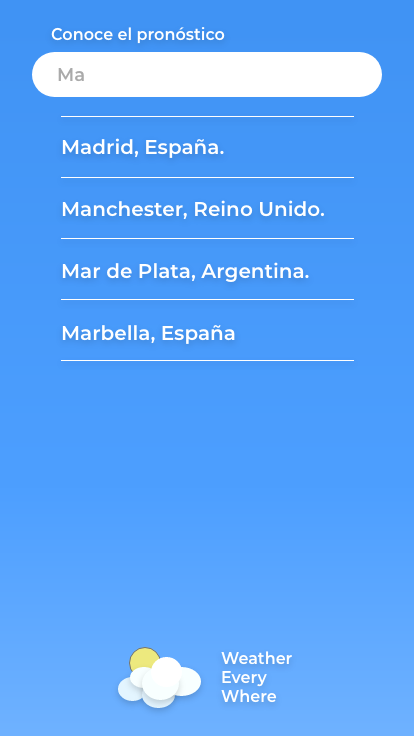 Conoce el pronóstico
Ma
Madrid, España.
Manchester, Reino Unido.
Mar de Plata, Argentina.
Marbella, España
Weather
Every
Where